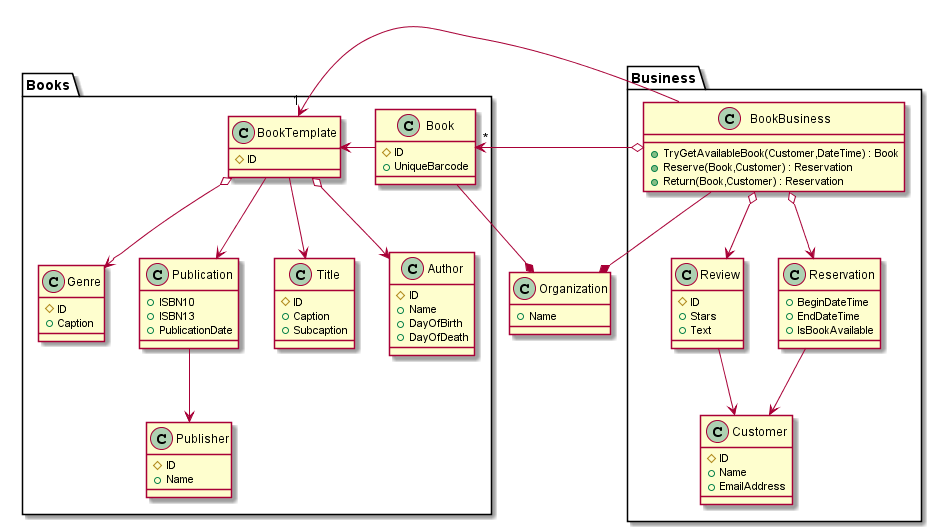 Books
Business
1
C BookTemplate
ID
C Book
ID
UniqueBarcode
*
C BookBusiness
TryGetAvailableBook(Customer,DateTime) : Book
Reserve(Book,Customer) : Reservation
Return(Book,Customer) : Reservation
C Genre
ID
Caption
C Publication
ISBN10
ISBN13
PublicationDate
C Title
ID
Caption
Subcaption
C Author
ID
Name
DayOfBirth
DayOfDeath
C Organization
Name
C Review
ID
Stars
Text
C Reservation
BeginDateTime
EndDateTime
IsBookAvailable
C Publisher
ID
Name
C Customer
ID
Name
EmailAddress